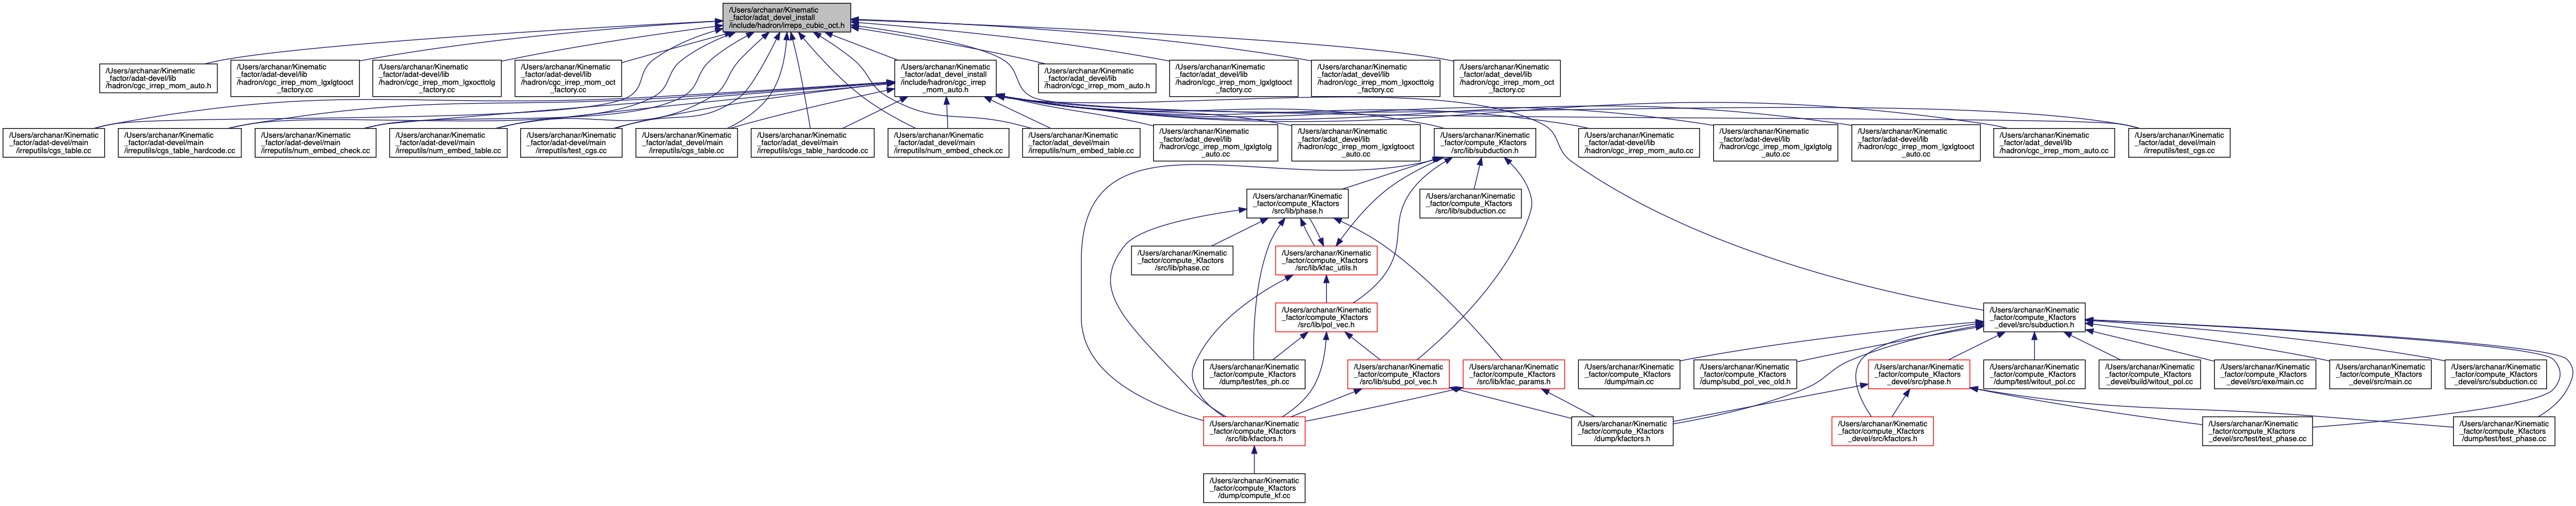 /Users/archanar/Kinematic
_factor/adat_devel_install
/include/hadron/irreps_cubic_oct.h
/Users/archanar/Kinematic
_factor/adat-devel/lib
/hadron/cgc_irrep_mom_auto.h
/Users/archanar/Kinematic
_factor/adat-devel/lib
/hadron/cgc_irrep_mom_lgxlgtooct
_factory.cc
/Users/archanar/Kinematic
_factor/adat-devel/lib
/hadron/cgc_irrep_mom_lgxocttolg
_factory.cc
/Users/archanar/Kinematic
_factor/adat-devel/lib
/hadron/cgc_irrep_mom_oct
_factory.cc
/Users/archanar/Kinematic
_factor/adat_devel_install
/include/hadron/cgc_irrep
_mom_auto.h
/Users/archanar/Kinematic
_factor/adat_devel/lib
/hadron/cgc_irrep_mom_auto.h
/Users/archanar/Kinematic
_factor/adat_devel/lib
/hadron/cgc_irrep_mom_lgxlgtooct
_factory.cc
/Users/archanar/Kinematic
_factor/adat_devel/lib
/hadron/cgc_irrep_mom_lgxocttolg
_factory.cc
/Users/archanar/Kinematic
_factor/adat_devel/lib
/hadron/cgc_irrep_mom_oct
_factory.cc
/Users/archanar/Kinematic
_factor/adat-devel/main
/irreputils/cgs_table.cc
/Users/archanar/Kinematic
_factor/adat-devel/main
/irreputils/cgs_table_hardcode.cc
/Users/archanar/Kinematic
_factor/adat-devel/main
/irreputils/num_embed_check.cc
/Users/archanar/Kinematic
_factor/adat-devel/main
/irreputils/num_embed_table.cc
/Users/archanar/Kinematic
_factor/adat-devel/main
/irreputils/test_cgs.cc
/Users/archanar/Kinematic
_factor/adat_devel/main
/irreputils/cgs_table.cc
/Users/archanar/Kinematic
_factor/adat_devel/main
/irreputils/cgs_table_hardcode.cc
/Users/archanar/Kinematic
_factor/adat_devel/main
/irreputils/num_embed_check.cc
/Users/archanar/Kinematic
_factor/adat_devel/main
/irreputils/num_embed_table.cc
/Users/archanar/Kinematic
_factor/adat_devel/lib
/hadron/cgc_irrep_mom_lgxlgtolg
_auto.cc
/Users/archanar/Kinematic
_factor/adat_devel/lib
/hadron/cgc_irrep_mom_lgxlgtooct
_auto.cc
/Users/archanar/Kinematic
_factor/compute_Kfactors
/src/lib/subduction.h
/Users/archanar/Kinematic
_factor/adat-devel/lib
/hadron/cgc_irrep_mom_auto.cc
/Users/archanar/Kinematic
_factor/adat-devel/lib
/hadron/cgc_irrep_mom_lgxlgtolg
_auto.cc
/Users/archanar/Kinematic
_factor/adat-devel/lib
/hadron/cgc_irrep_mom_lgxlgtooct
_auto.cc
/Users/archanar/Kinematic
_factor/adat_devel/lib
/hadron/cgc_irrep_mom_auto.cc
/Users/archanar/Kinematic
_factor/adat_devel/main
/irreputils/test_cgs.cc
/Users/archanar/Kinematic
_factor/compute_Kfactors
/src/lib/phase.h
/Users/archanar/Kinematic
_factor/compute_Kfactors
/src/lib/subduction.cc
/Users/archanar/Kinematic
_factor/compute_Kfactors
/src/lib/phase.cc
/Users/archanar/Kinematic
_factor/compute_Kfactors
/src/lib/kfac_utils.h
/Users/archanar/Kinematic
_factor/compute_Kfactors
/src/lib/pol_vec.h
/Users/archanar/Kinematic
_factor/compute_Kfactors
_devel/src/subduction.h
/Users/archanar/Kinematic
_factor/compute_Kfactors
/dump/test/tes_ph.cc
/Users/archanar/Kinematic
_factor/compute_Kfactors
/src/lib/subd_pol_vec.h
/Users/archanar/Kinematic
_factor/compute_Kfactors
/src/lib/kfac_params.h
/Users/archanar/Kinematic
_factor/compute_Kfactors
/dump/main.cc
/Users/archanar/Kinematic
_factor/compute_Kfactors
/dump/subd_pol_vec_old.h
/Users/archanar/Kinematic
_factor/compute_Kfactors
_devel/src/phase.h
/Users/archanar/Kinematic
_factor/compute_Kfactors
/dump/test/witout_pol.cc
/Users/archanar/Kinematic
_factor/compute_Kfactors
_devel/build/witout_pol.cc
/Users/archanar/Kinematic
_factor/compute_Kfactors
_devel/src/exe/main.cc
/Users/archanar/Kinematic
_factor/compute_Kfactors
_devel/src/main.cc
/Users/archanar/Kinematic
_factor/compute_Kfactors
_devel/src/subduction.cc
/Users/archanar/Kinematic
_factor/compute_Kfactors
/src/lib/kfactors.h
/Users/archanar/Kinematic
_factor/compute_Kfactors
/dump/kfactors.h
/Users/archanar/Kinematic
_factor/compute_Kfactors
_devel/src/kfactors.h
/Users/archanar/Kinematic
_factor/compute_Kfactors
_devel/src/test/test_phase.cc
/Users/archanar/Kinematic
_factor/compute_Kfactors
/dump/test/test_phase.cc
/Users/archanar/Kinematic
_factor/compute_Kfactors
/dump/compute_kf.cc